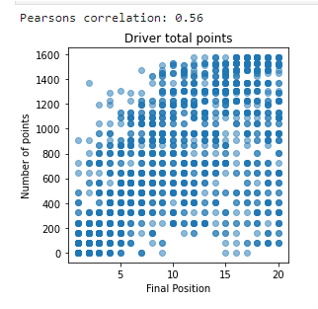 Pearsons correlation: 0.56
Driver total points
1600
1400
1200
1000
800
600
400
200
0
Number of points
5 10 15 20
Final Position